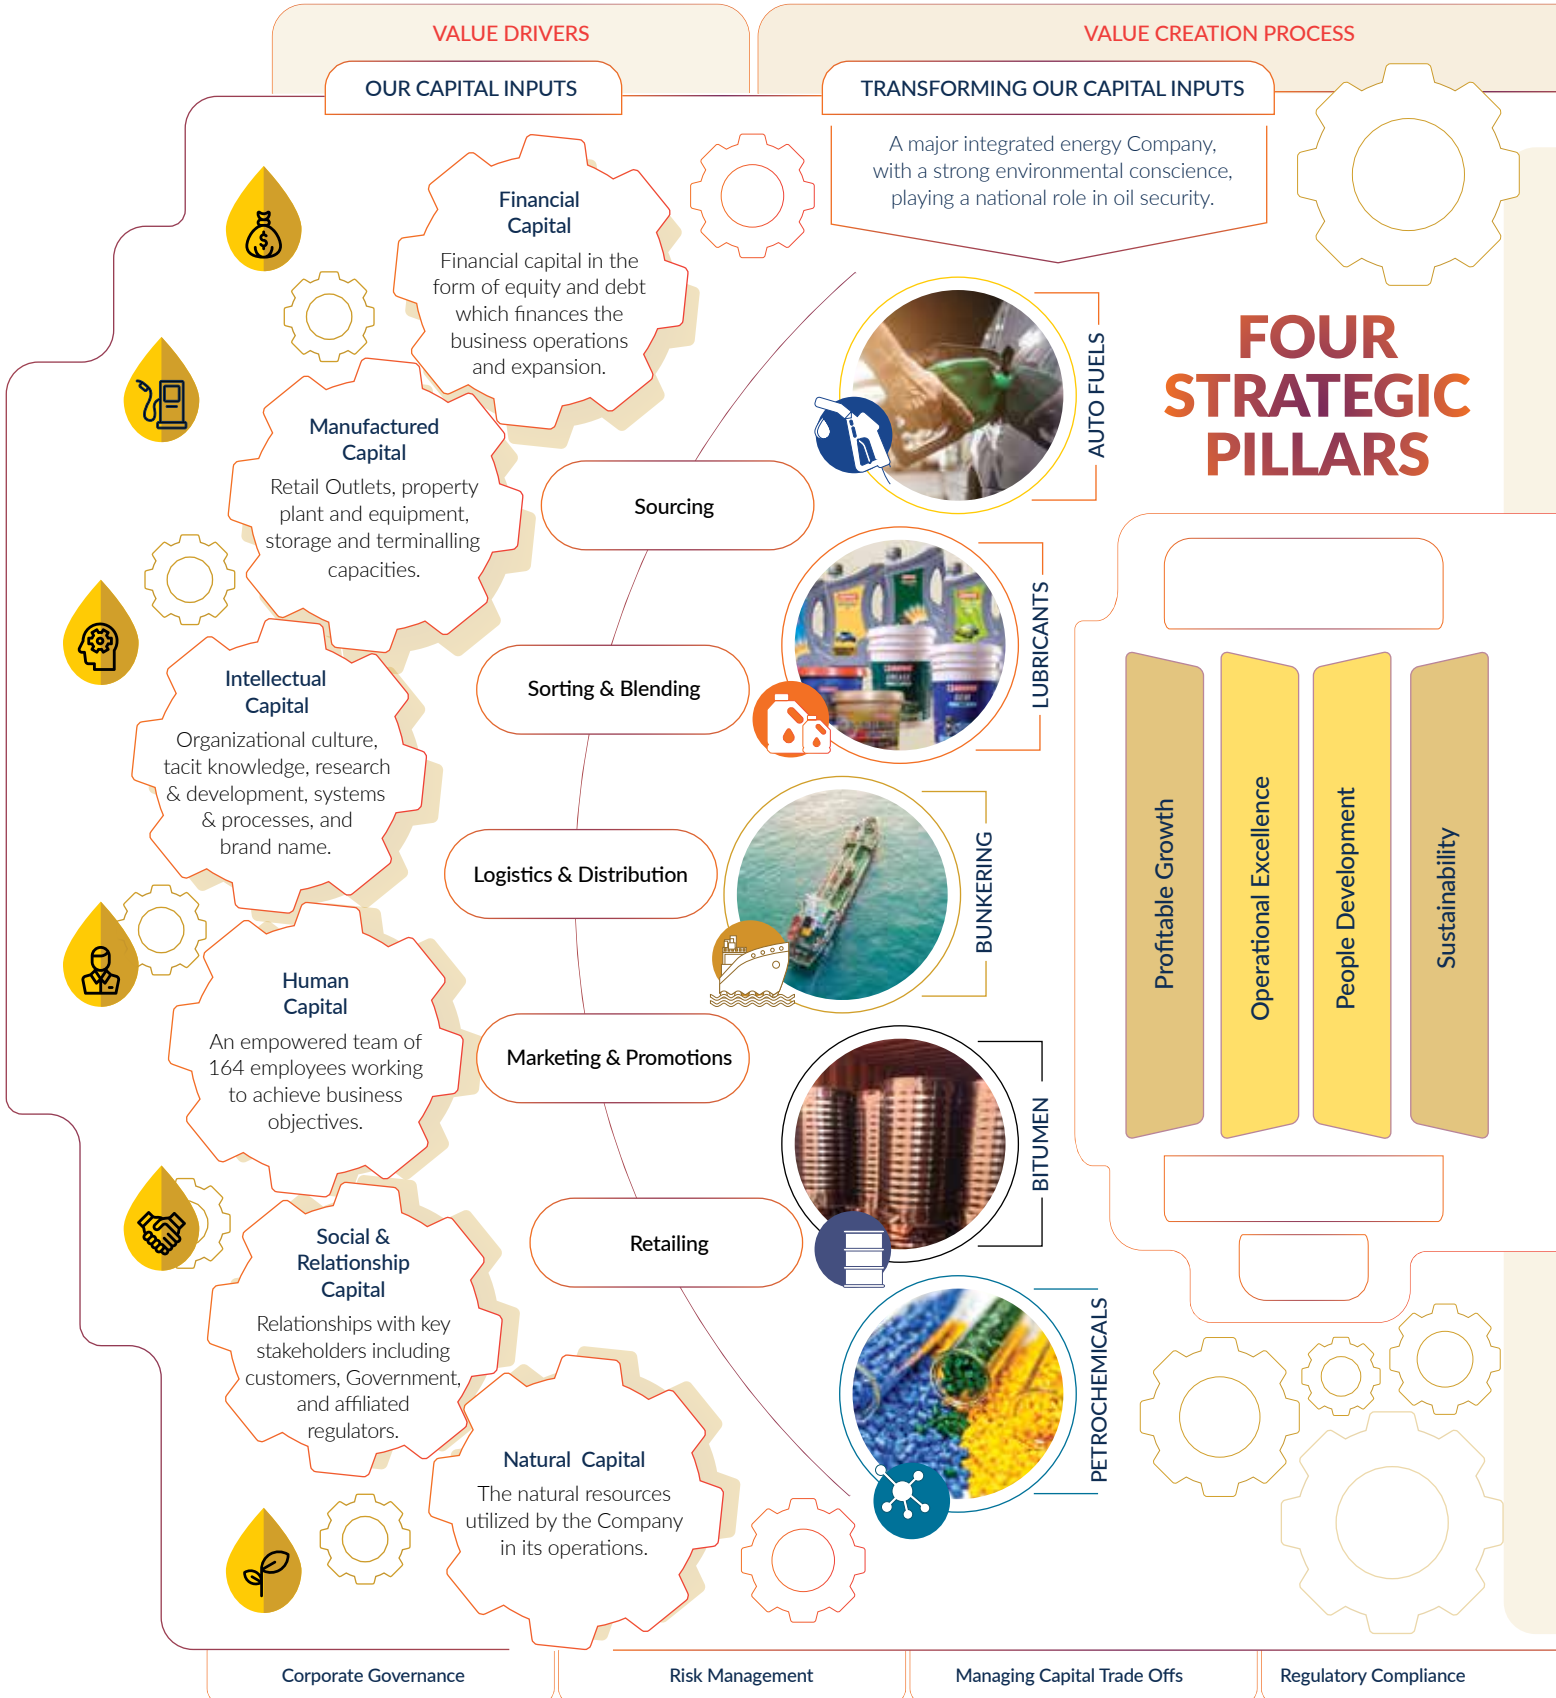 VALUE DRIVERS
VALUE CREATION PROCESS
OUR CAPITAL INPUTS
TRANSFORMING OUR CAPITAL INPUTS
A major integrated energy Company,
with a strong environmental conscience,
playing a national role in oil security.
Financial
Capital
Financial capital in the
form of equity and debt
which finances the
business operations
and expansion.
Manufactured
Capital
Retail Outlets, property
plant and equipment,
storage and terminalling
capacities.
Intellectual
Capital
Organizational culture,
tacit knowledge, research
& development, systems
& processes, and
brand name.
Human
Capital
An empowered team of
164 employees working
to achieve business
objectives.
Social &
Relationship
Capital
Relationships with key
stakeholders including
customers, Government,
and affiliated
regulators.
Natural Capital
The natural resources
utilized by the Company
in its operations.
Sourcing
Sorting & Blending
Logistics & Distribution
Marketing & Promotions
Retailing
AUTO FUELS
LUBRICANTS
BUNKERING
BITUMEN
PETROCHEMICALS
FOUR
STRATEGIC
PILLARS
Profitable Growth
Operational Excellence
People Development
Sustainability
Corporate Governance
Risk Management
Managing Capital Trade Offs
Regulatory Compliance